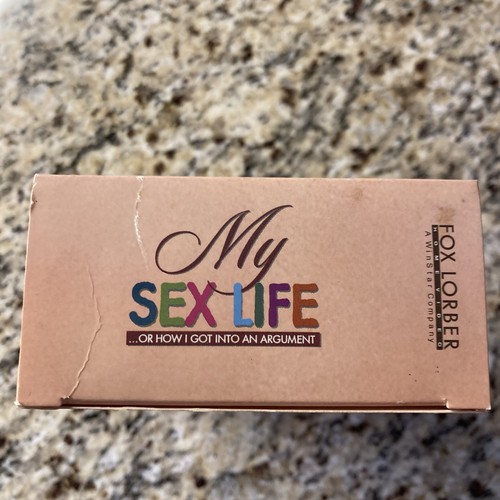 My
SEX LIFE
...OR HOW I GOT INTO AN ARGUMENT
FOX LORBER
HOME VIDEO
A WinStar Company